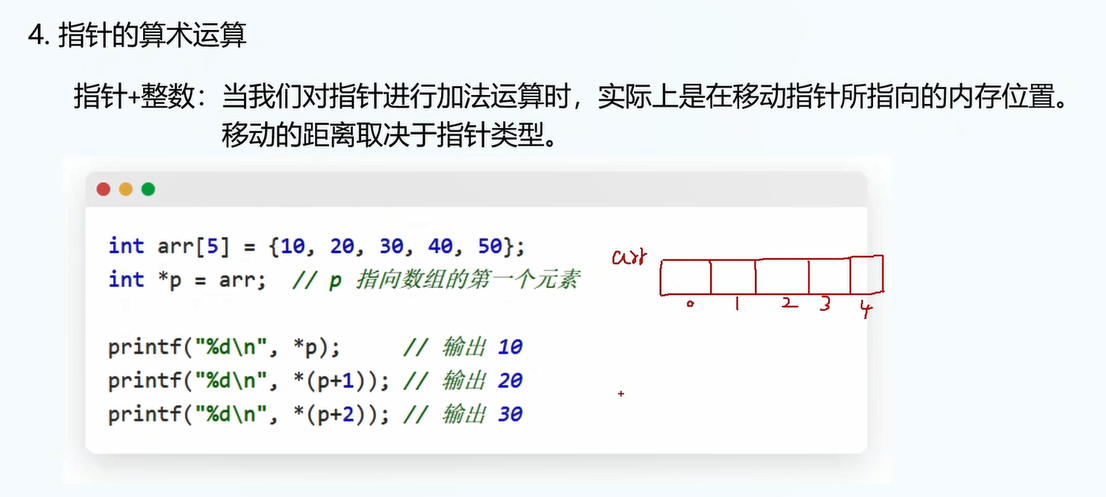 4. 指针的算术运算
指针+整数：当我们对指针进行加法运算时，实际上是在移动指针所指向的内存位置。
移动的距离取决于指针类型。
int arr[5] = {10, 20, 30, 40, 50};
int *p = arr;  // p 指向数组的第一个元素
printf("%d\n", *p);     // 输出 10
printf("%d\n", *(p+1)); // 输出 20
printf("%d\n", *(p+2)); // 输出 30
arr
0 1 2 3 4